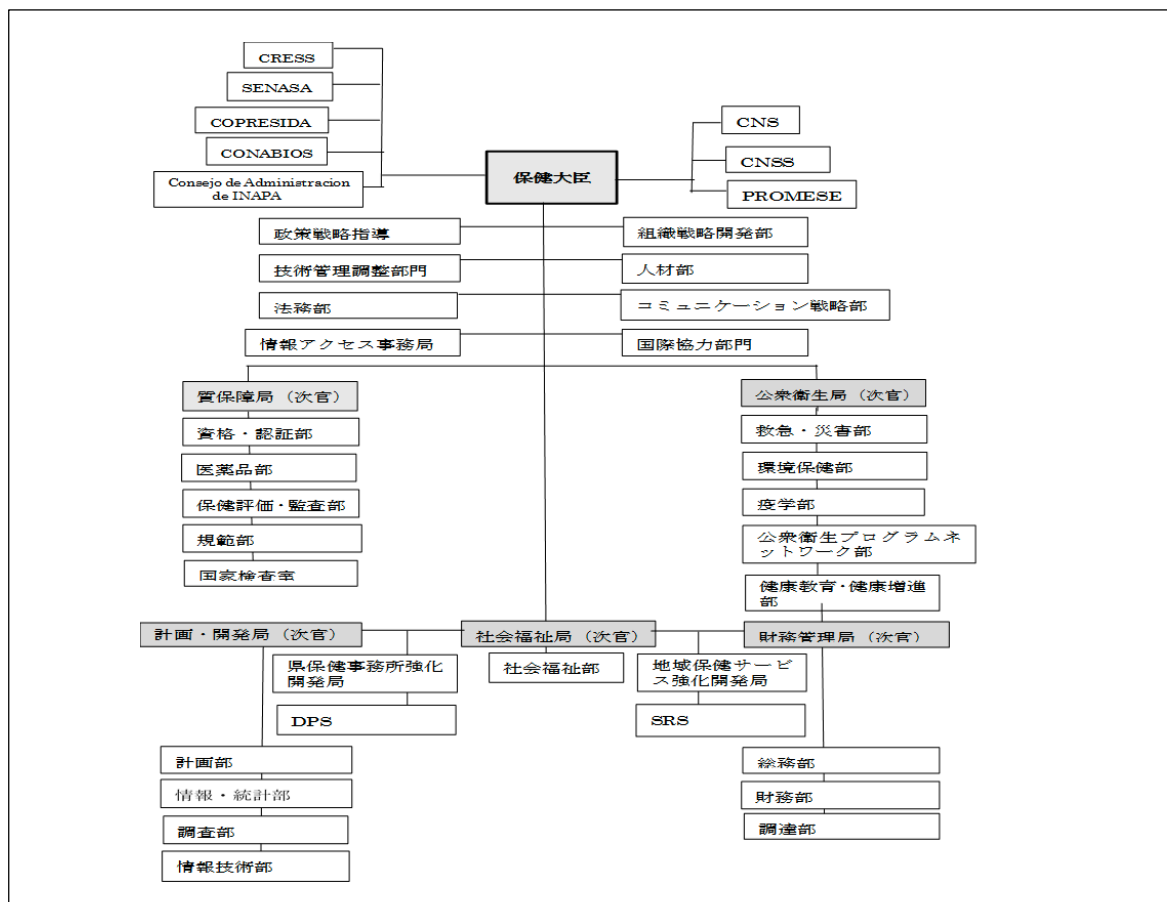 CRESS
SENASA
COPRESIDA
CONABIOS
Consejo de Administracion
de INAPA
CNS
CNSS
PROMESE
保健大臣
政策戦略指導
組織戦略開発部
技術管理調整部門
人材部
法務部
コミュニケーション戦略部
情報アクセス事務局
国際協力部門
質保障局（次官）
資格・認証部
医薬品部
保健評価・監査部
規範部
国家検査室
公衆衛生局（次官）
救急・災害部
環境保健部
疫学部
公衆衛生プログラムネ
ットワーク部
健康教育・健康増進
部
計画・開発局（次官）
社会福祉局（次官）
財務管理局（次官）
県保健事務所強化
開発局
社会福祉部
地域保健サービ
ス強化開発局
DPS
SRS
計画部
情報・統計部
調査部
情報技術部
総務部
財務部
調達部